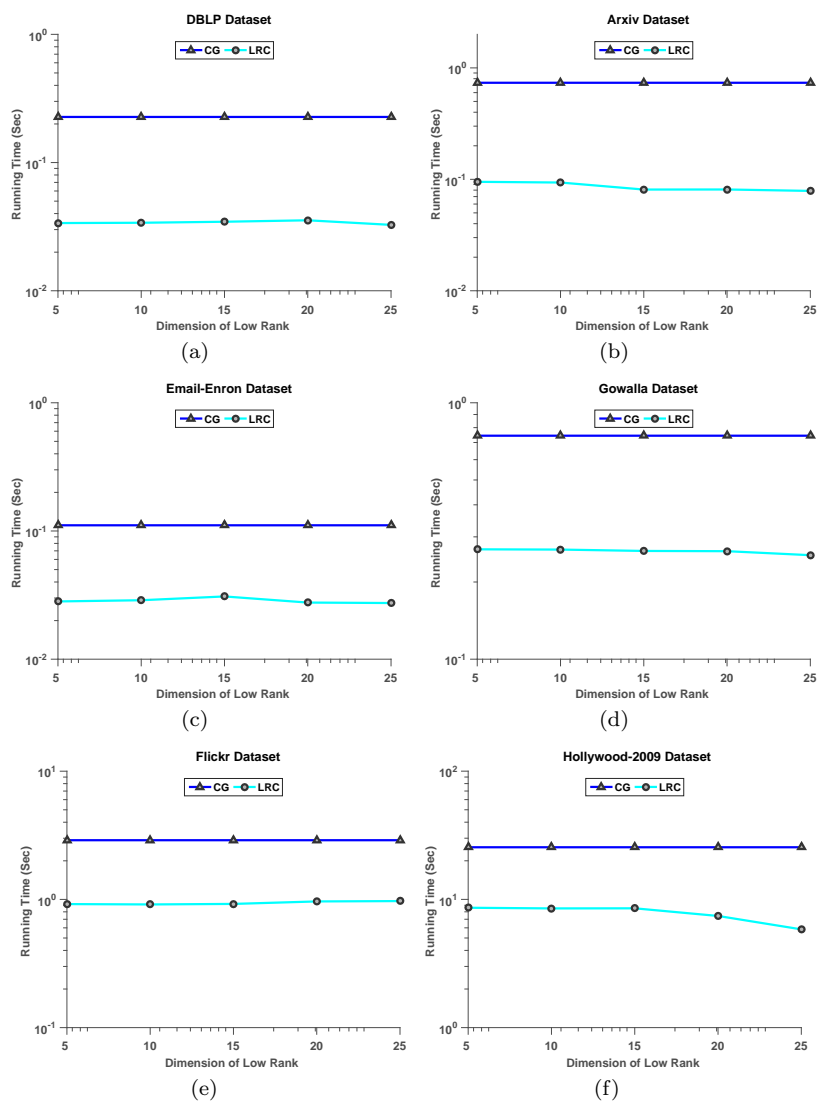 DBLP Dataset
CG LRC
Running Time (Sec)
10^0
10^-1
10^-2
5 10 15 20 25
Dimension of Low Rank
(a)
Arxiv Dataset
CG LRC
Running Time (Sec)
10^0
10^-1
10^-2
5 10 15 20 25
Dimension of Low Rank
(b)
Email-Enron Dataset
CG LRC
Running Time (Sec)
10^0
10^-1
10^-2
5 10 15 20 25
Dimension of Low Rank
(c)
Gowalla Dataset
CG LRC
Running Time (Sec)
10^0
10^-1
5 10 15 20 25
Dimension of Low Rank
(d)
Flickr Dataset
CG LRC
Running Time (Sec)
10^1
10^0
10^-1
5 10 15 20 25
Dimension of Low Rank
(e)
Hollywood-2009 Dataset
CG LRC
Running Time (Sec)
10^2
10^1
10^0
5 10 15 20 25
Dimension of Low Rank
(f)